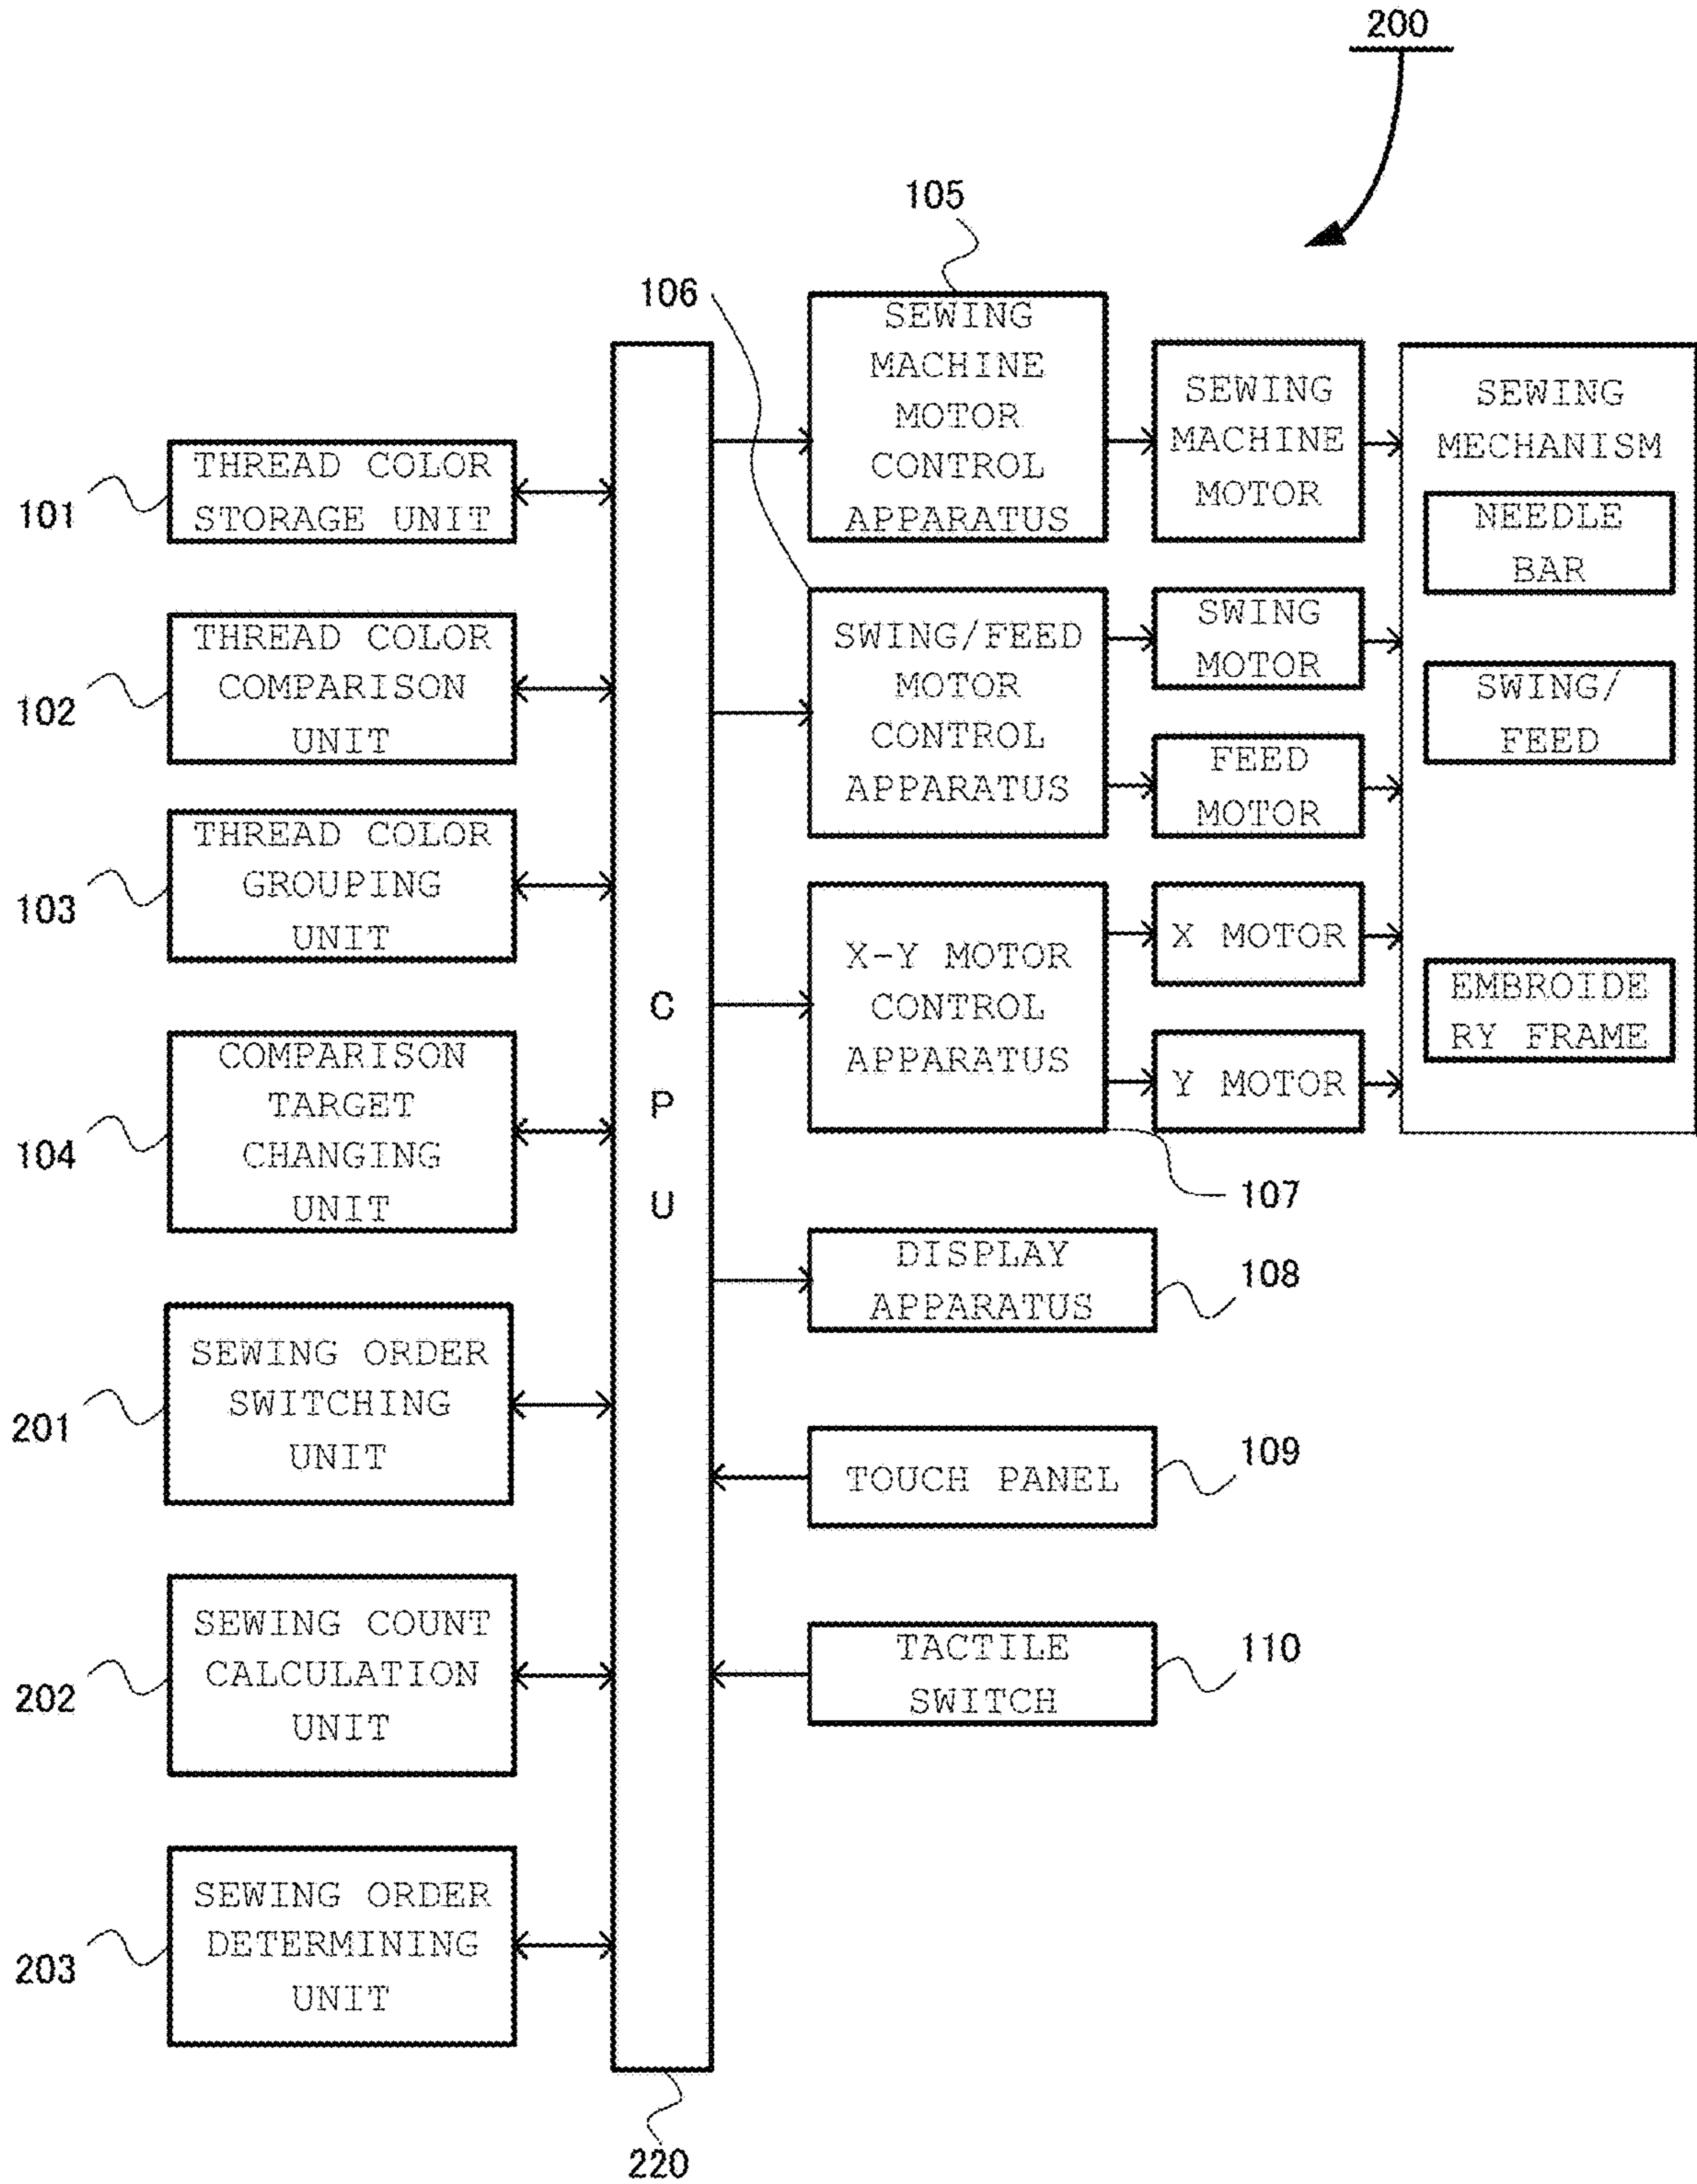 200
105
106
SEWING
MACHINE
MOTOR
CONTROL
APPARATUS
SEWING
MACHINE
MOTOR
SEWING
MECHANISM
NEEDLE
BAR
SWING/
FEED
EMBROIDE
RY FRAME
101
THREAD COLOR
STORAGE UNIT
102
THREAD COLOR
COMPARISON
UNIT
103
THREAD COLOR
GROUPING
UNIT
104
COMPARISON
TARGET
CHANGING
UNIT
201
SEWING ORDER
SWITCHING
UNIT
202
SEWING COUNT
CALCULATION
UNIT
203
SEWING ORDER
DETERMINING
UNIT
C
P
U
220
SWING/FEED
MOTOR
CONTROL
APPARATUS
SWING
MOTOR
FEED
MOTOR
X-Y MOTOR
CONTROL
APPARATUS
X MOTOR
Y MOTOR
107
DISPLAY
APPARATUS
108
TOUCH PANEL
109
TACTILE
SWITCH
110